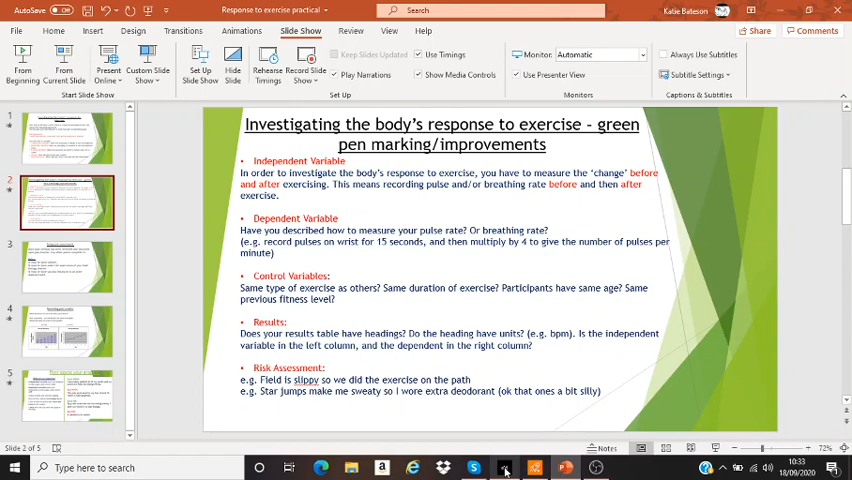 AutoSave Off Response to exercise practical Search Katie Bateson
File Home Insert Design Transitions Animations Slide Show Review View Help Share Comments
From Beginning
From Current Slide
Present Online
Custom Slide Show
Set Up Slide Show
Hide Slide
Rehearse Timings
Record Slide Show
Keep Slides Updated
Play Narrations
Use Timings
Show Media Controls
Monitor: Automatic
Use Presenter View
Always Use Subtitles
Subtitle Settings
Start Slide Show Set Up Monitors Captions & Subtitles
1
2
3
4
5
Investigating the body's response to exercise – green
pen marking/improvements
• Independent Variable
In order to investigate the body's response to exercise, you have to measure the 'change' before
and after exercising. This means recording pulse and/or breathing rate before and then after
exercise.
• Dependent Variable
Have you described how to measure your pulse rate? Or breathing rate?
(e.g. record pulses on wrist for 15 seconds, and then multiply by 4 to give the number of pulses per
minute)
• Control Variables:
Same type of exercise as others? Same duration of exercise? Participants have same age? Same
previous fitness level?
• Results:
Does your results table have headings? Do the heading have units? (e.g. bpm). Is the independent
variable in the left column, and the dependent in the right column?
• Risk Assessment:
e.g. Field is slippy so we did the exercise on the path
e.g. Star jumps make me sweaty so I wore extra deodorant (ok that ones a bit silly)
Slide 2 of 5 Notes 72%
Type here to search 10:33
18/09/2020